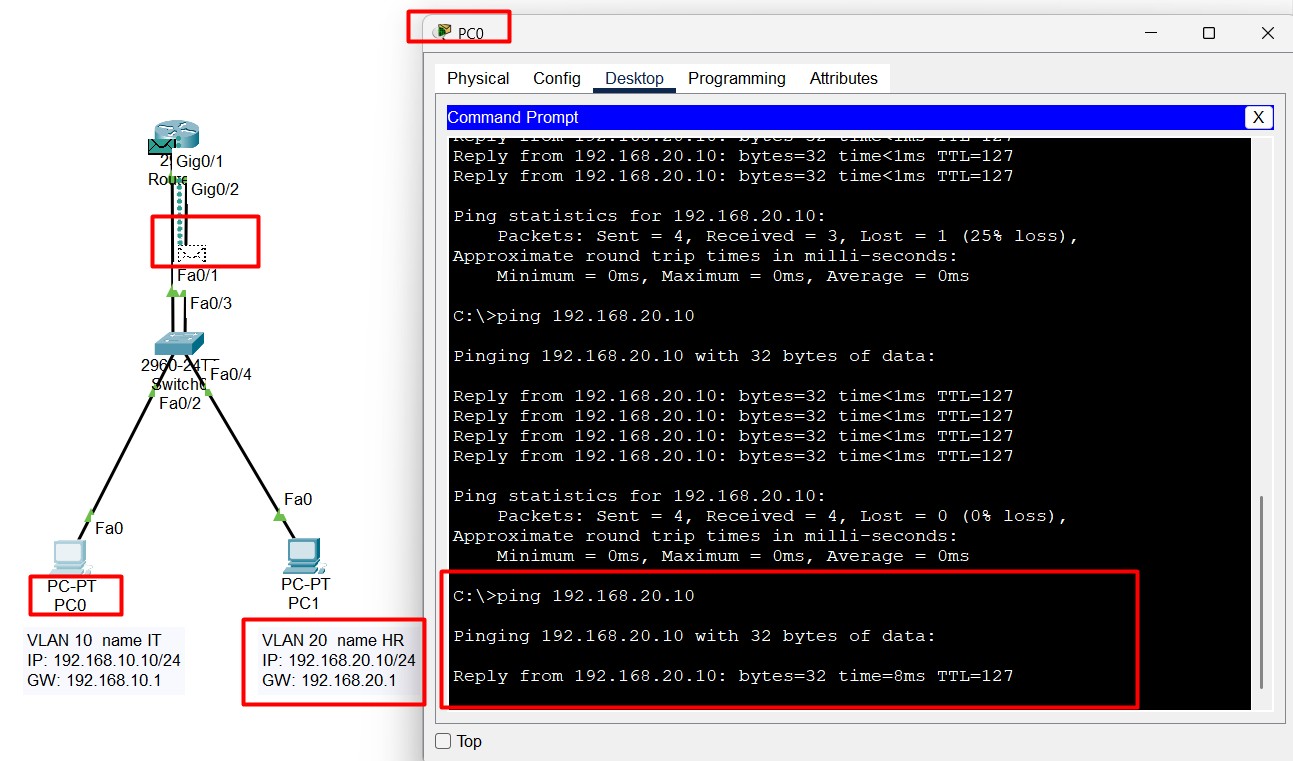 PC0
Physical Config Desktop Programming Attributes
Command Prompt
X
Reply from 192.168.20.10: bytes=32 time<1ms TTL=127
Reply from 192.168.20.10: bytes=32 time<1ms TTL=127
Reply from 192.168.20.10: bytes=32 time<1ms TTL=127
Ping statistics for 192.168.20.10:
Packets: Sent = 4, Received = 3, Lost = 1 (25% loss),
Approximate round trip times in milli-seconds:
Minimum = 0ms, Maximum = 0ms, Average = 0ms
C:\>ping 192.168.20.10
Pinging 192.168.20.10 with 32 bytes of data:
Reply from 192.168.20.10: bytes=32 time<1ms TTL=127
Reply from 192.168.20.10: bytes=32 time<1ms TTL=127
Reply from 192.168.20.10: bytes=32 time<1ms TTL=127
Reply from 192.168.20.10: bytes=32 time<1ms TTL=127
Ping statistics for 192.168.20.10:
Packets: Sent = 4, Received = 4, Lost = 0 (0% loss),
Approximate round trip times in milli-seconds:
Minimum = 0ms, Maximum = 0ms, Average = 0ms
C:\>ping 192.168.20.10
Pinging 192.168.20.10 with 32 bytes of data:
Reply from 192.168.20.10: bytes=32 time=8ms TTL=127
Top
Gig0/1
Gig0/2
Fa0/1
Fa0/3
Fa0/4
Fa0/2
Fa0
Fa0
PC-PT
PC0
PC-PT
PC1
VLAN 10 name IT
IP: 192.168.10.10/24
GW: 192.168.10.1
VLAN 20 name HR
IP: 192.168.20.10/24
GW: 192.168.20.1